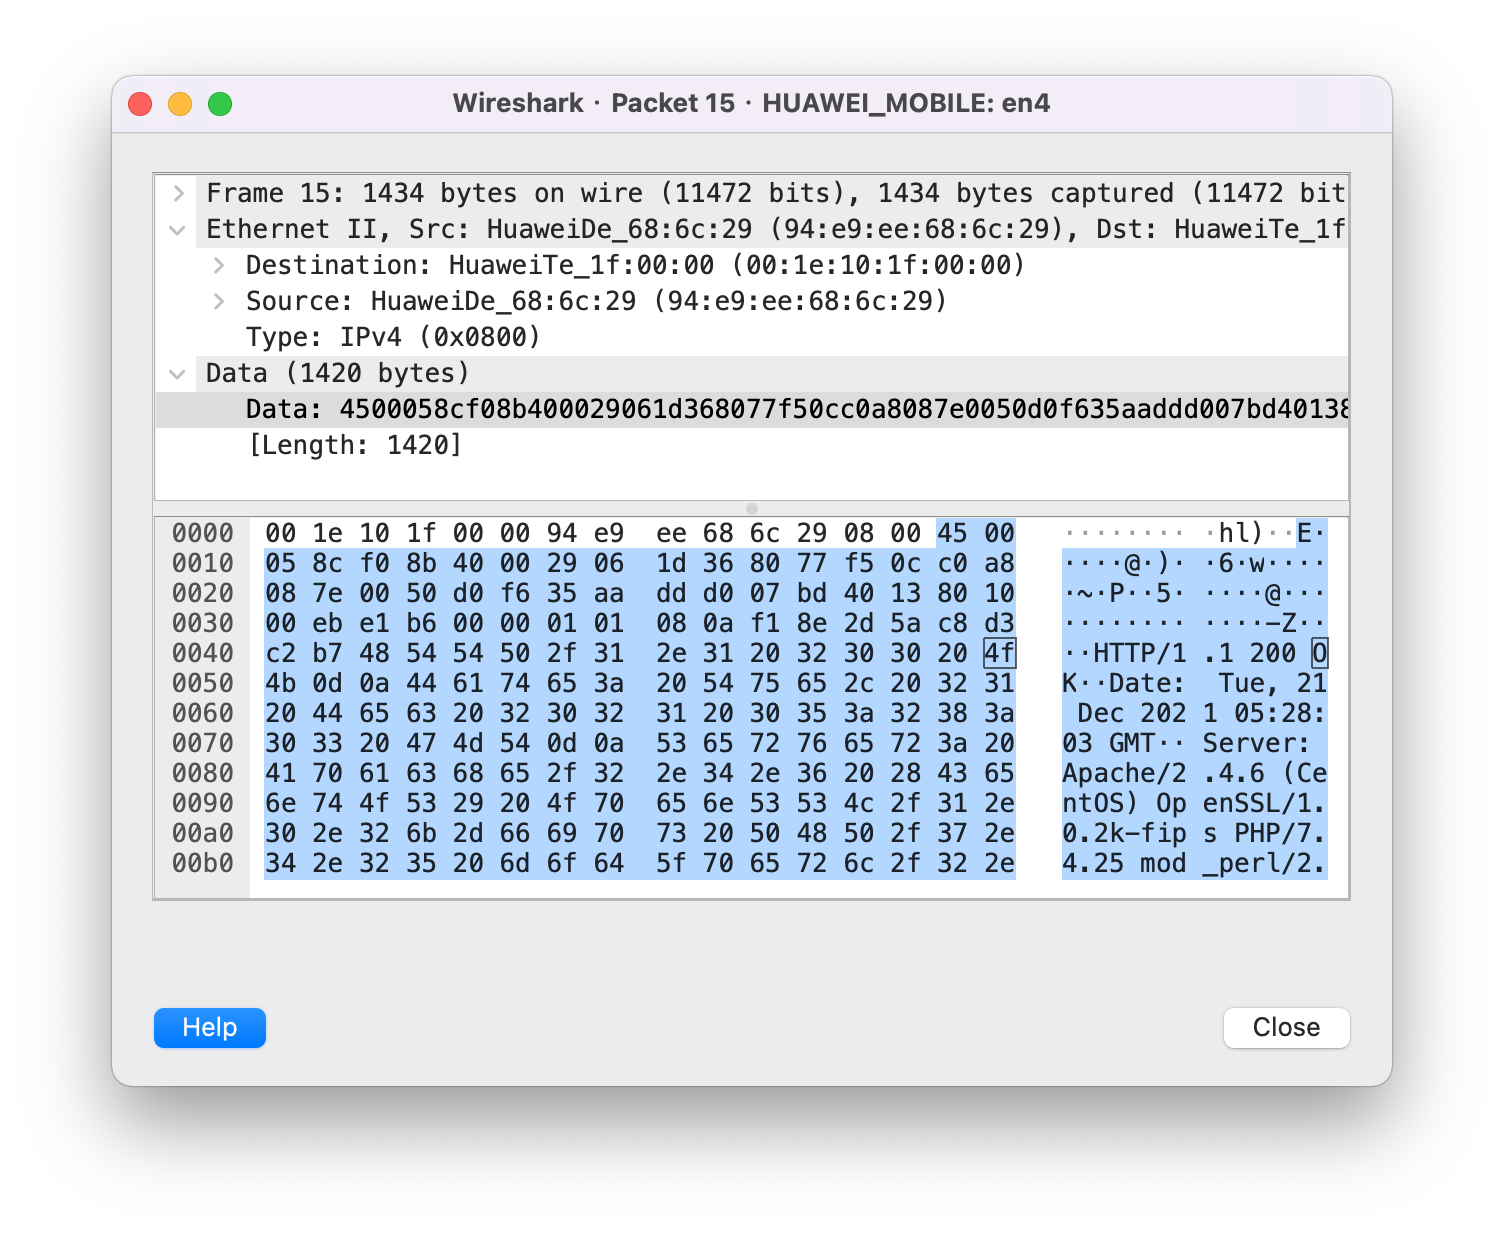 Wireshark · Packet 15 · HUAWEI_MOBILE: en4
Frame 15: 1434 bytes on wire (11472 bits), 1434 bytes captured (11472 bit
Ethernet II, Src: HuaweiDe_68:6c:29 (94:e9:ee:68:6c:29), Dst: HuaweiTe_1f
Destination: HuaweiTe_1f:00:00 (00:1e:10:1f:00:00)
Source: HuaweiDe_68:6c:29 (94:e9:ee:68:6c:29)
Type: IPv4 (0x0800)
Data (1420 bytes)
Data: 4500058cf08b400029061d368077f50cc0a8087e0050d0f635aaddd007bd40138
[Length: 1420]
0000 00 1e 10 1f 00 00 94 e9 ee 68 6c 29 08 00 45 00 ········ ·hl)··E·
0010 05 8c f0 8b 40 00 29 06 1d 36 80 77 f5 0c c0 a8 ····@·)· ·6·w····
0020 08 7e 00 50 d0 f6 35 aa dd d0 07 bd 40 13 80 10 ·~·P··5· ····@···
0030 00 eb e1 b6 00 00 01 01 08 0a f1 8e 2d 5a c8 d3 ········ ····-Z··
0040 c2 b7 48 54 54 50 2f 31 2e 31 20 32 30 30 20 4f ··HTTP/1 .1 200 O
0050 4b 0d 0a 44 61 74 65 3a 20 54 75 65 2c 20 32 31 K··Date: Tue, 21
0060 20 44 65 63 20 32 30 32 31 20 30 35 3a 32 38 3a Dec 202 1 05:28:
0070 30 33 20 47 4d 54 0d 0a 53 65 72 76 65 72 3a 20 03 GMT·· Server:
0080 41 70 61 63 68 65 2f 32 2e 34 2e 36 20 28 43 65 Apache/2 .4.6 (Ce
0090 6e 74 4f 53 29 20 4f 70 65 6e 53 53 4c 2f 31 2e ntOS) Op enSSL/1.
00a0 30 2e 32 6b 2d 66 69 70 73 20 50 48 50 2f 37 2e 0.2k-fip s PHP/7.
00b0 34 2e 32 35 20 6d 6f 64 5f 70 65 72 6c 2f 32 2e 4.25 mod _perl/2.
Help
Close